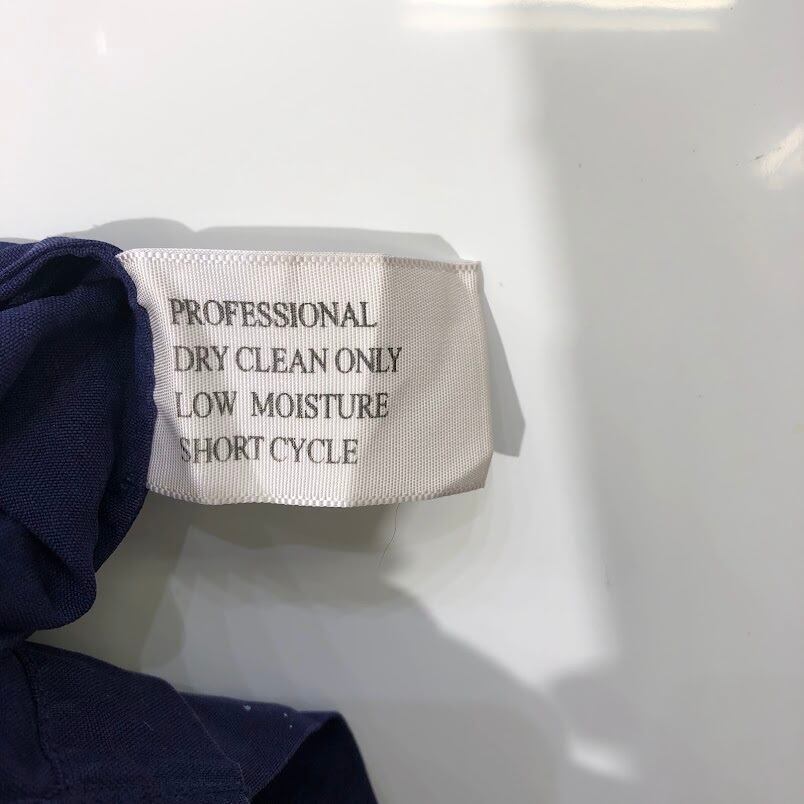 PROFESSIONAL
DRY CLEAN ONLY
LOW MOISTURE
SHORT CYCLE